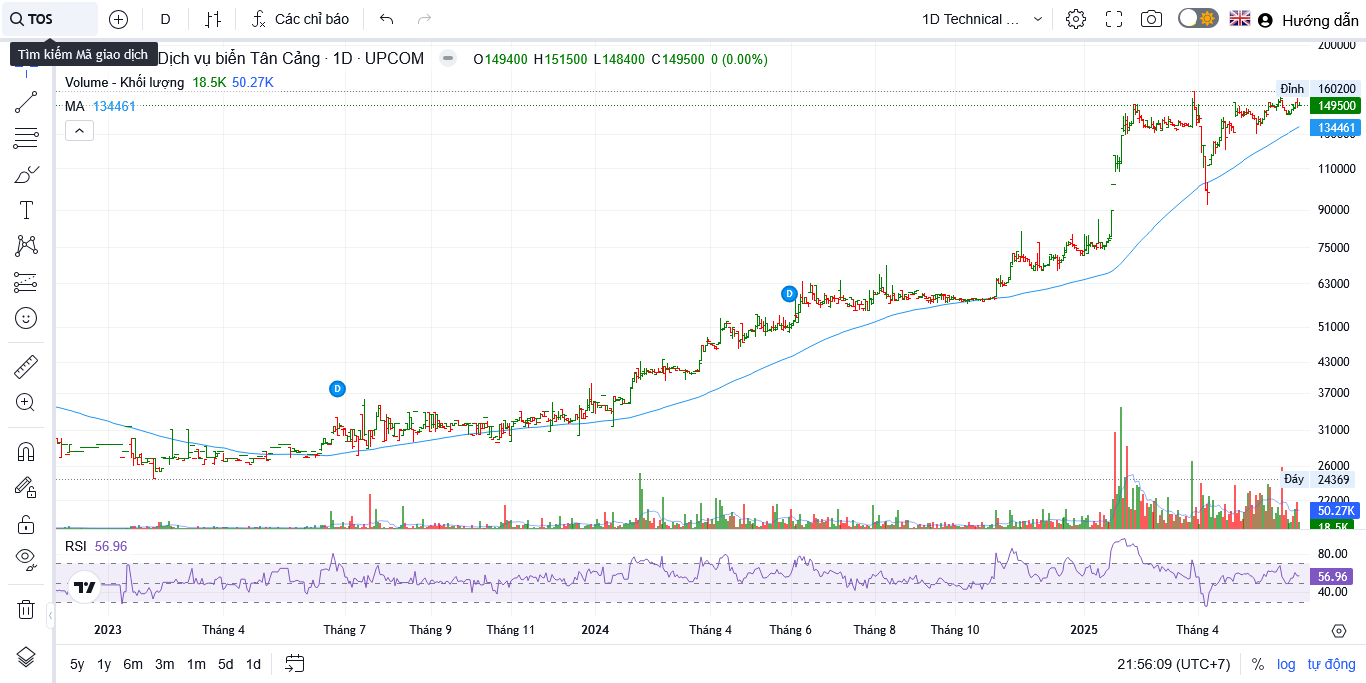 TOS
D
Các chỉ báo
1D Technical ...
Hướng dẫn
Tìm kiếm Mã giao dịch
Dịch vụ biển Tân Cảng · 1D · UPCOM
O149400 H151500 L148400 C149500 0 (0.00%)
Volume - Khối lượng 18.5K 50.27K
MA 134461
200000
Đỉnh 160200
149500
134461
130000
110000
90000
75000
63000
51000
43000
37000
31000
26000
Đáy 24369
22000
50.27K
18.5K
D
D
RSI 56.96
80.00
56.96
40.00
2023 Tháng 4 Tháng 7 Tháng 9 Tháng 11 2024 Tháng 4 Tháng 6 Tháng 8 Tháng 10 2025 Tháng 4
5y 1y 6m 3m 1m 5d 1d
21:56:09 (UTC+7) % log tự động